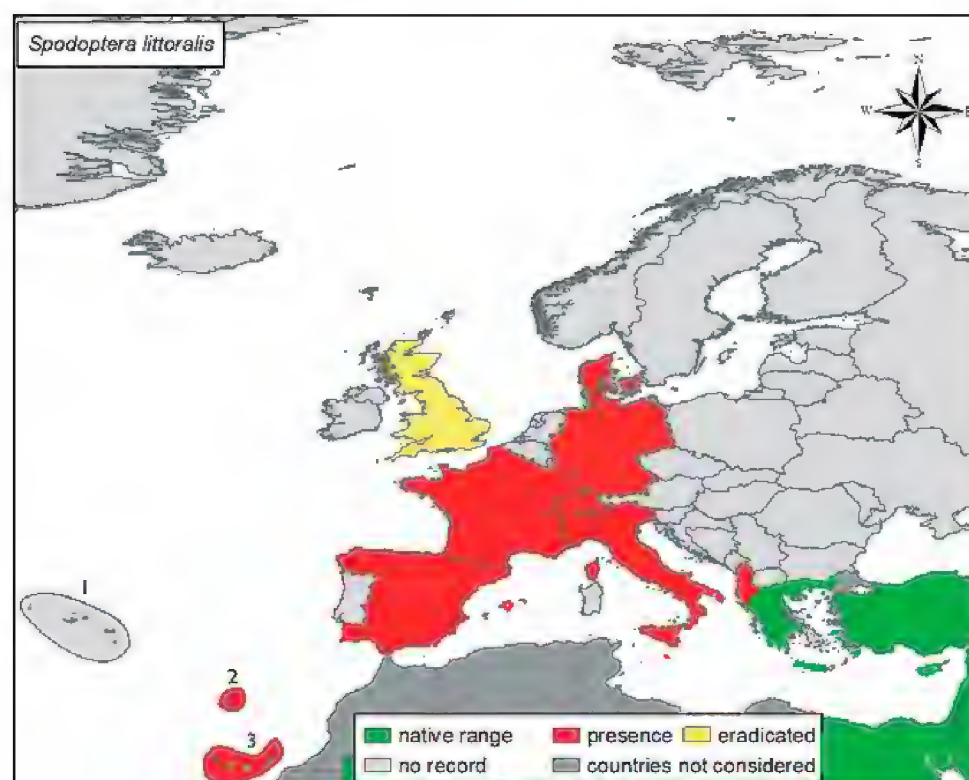 Spodoptera littoralis
N
W E
S
1
2
3
native range presence eradicated
no record countries not considered